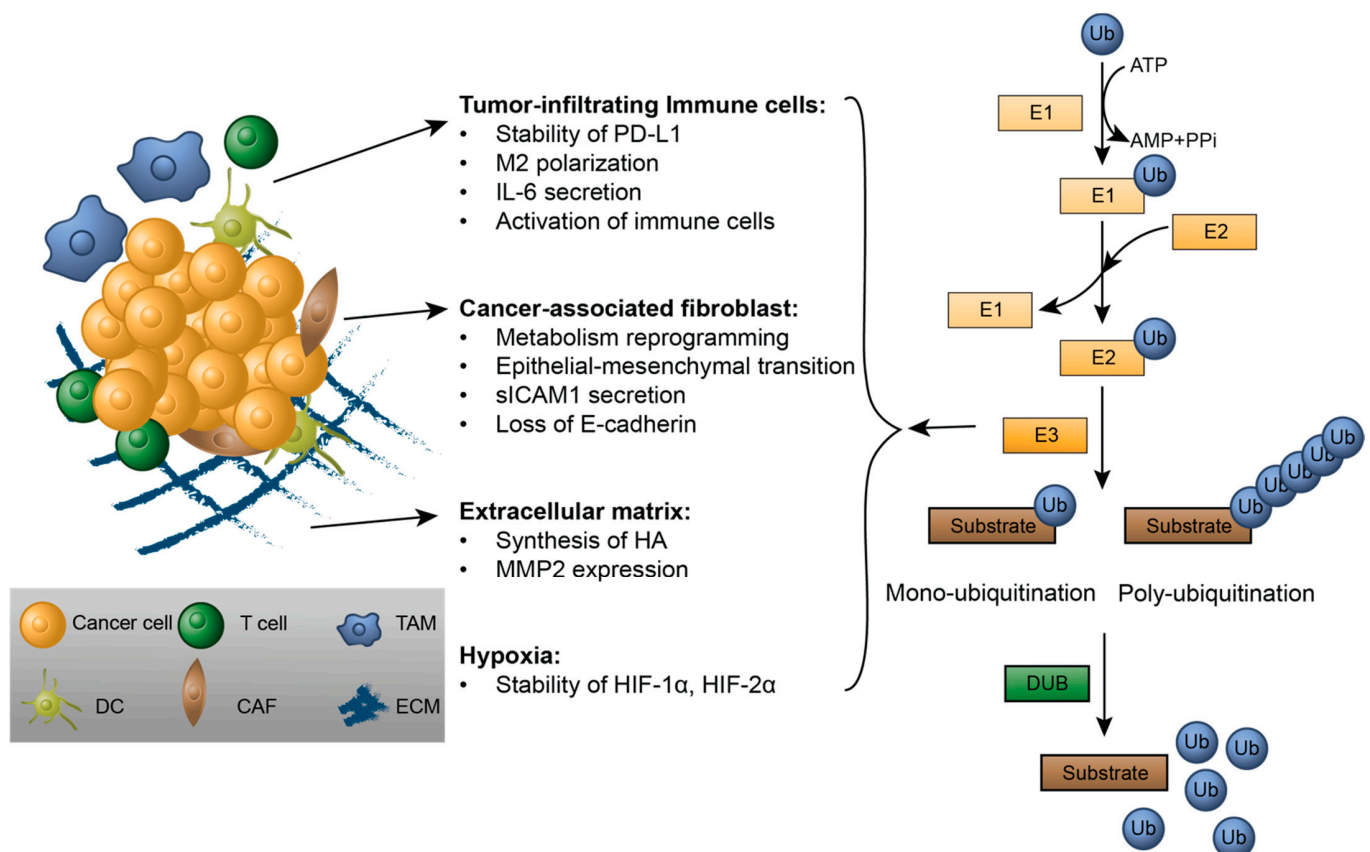 Tumor-infiltrating Immune cells:
• Stability of PD-L1
• M2 polarization
• IL-6 secretion
• Activation of immune cells
Cancer-associated fibroblast:
• Metabolism reprogramming
• Epithelial-mesenchymal transition
• sICAM1 secretion
• Loss of E-cadherin
Extracellular matrix:
• Synthesis of HA
• MMP2 expression
Hypoxia:
• Stability of HIF-1α, HIF-2α
Cancer cell
T cell
TAM
DC
CAF
ECM
Ub
ATP
E1
AMP+PPi
Ub
E1
E2
E1
Ub
E2
E3
Ub
Substrate
Ub
Ub
Ub
Ub
Ub
Substrate
Mono-ubiquitination
Poly-ubiquitination
DUB
Substrate
Ub
Ub
Ub
Ub
Ub